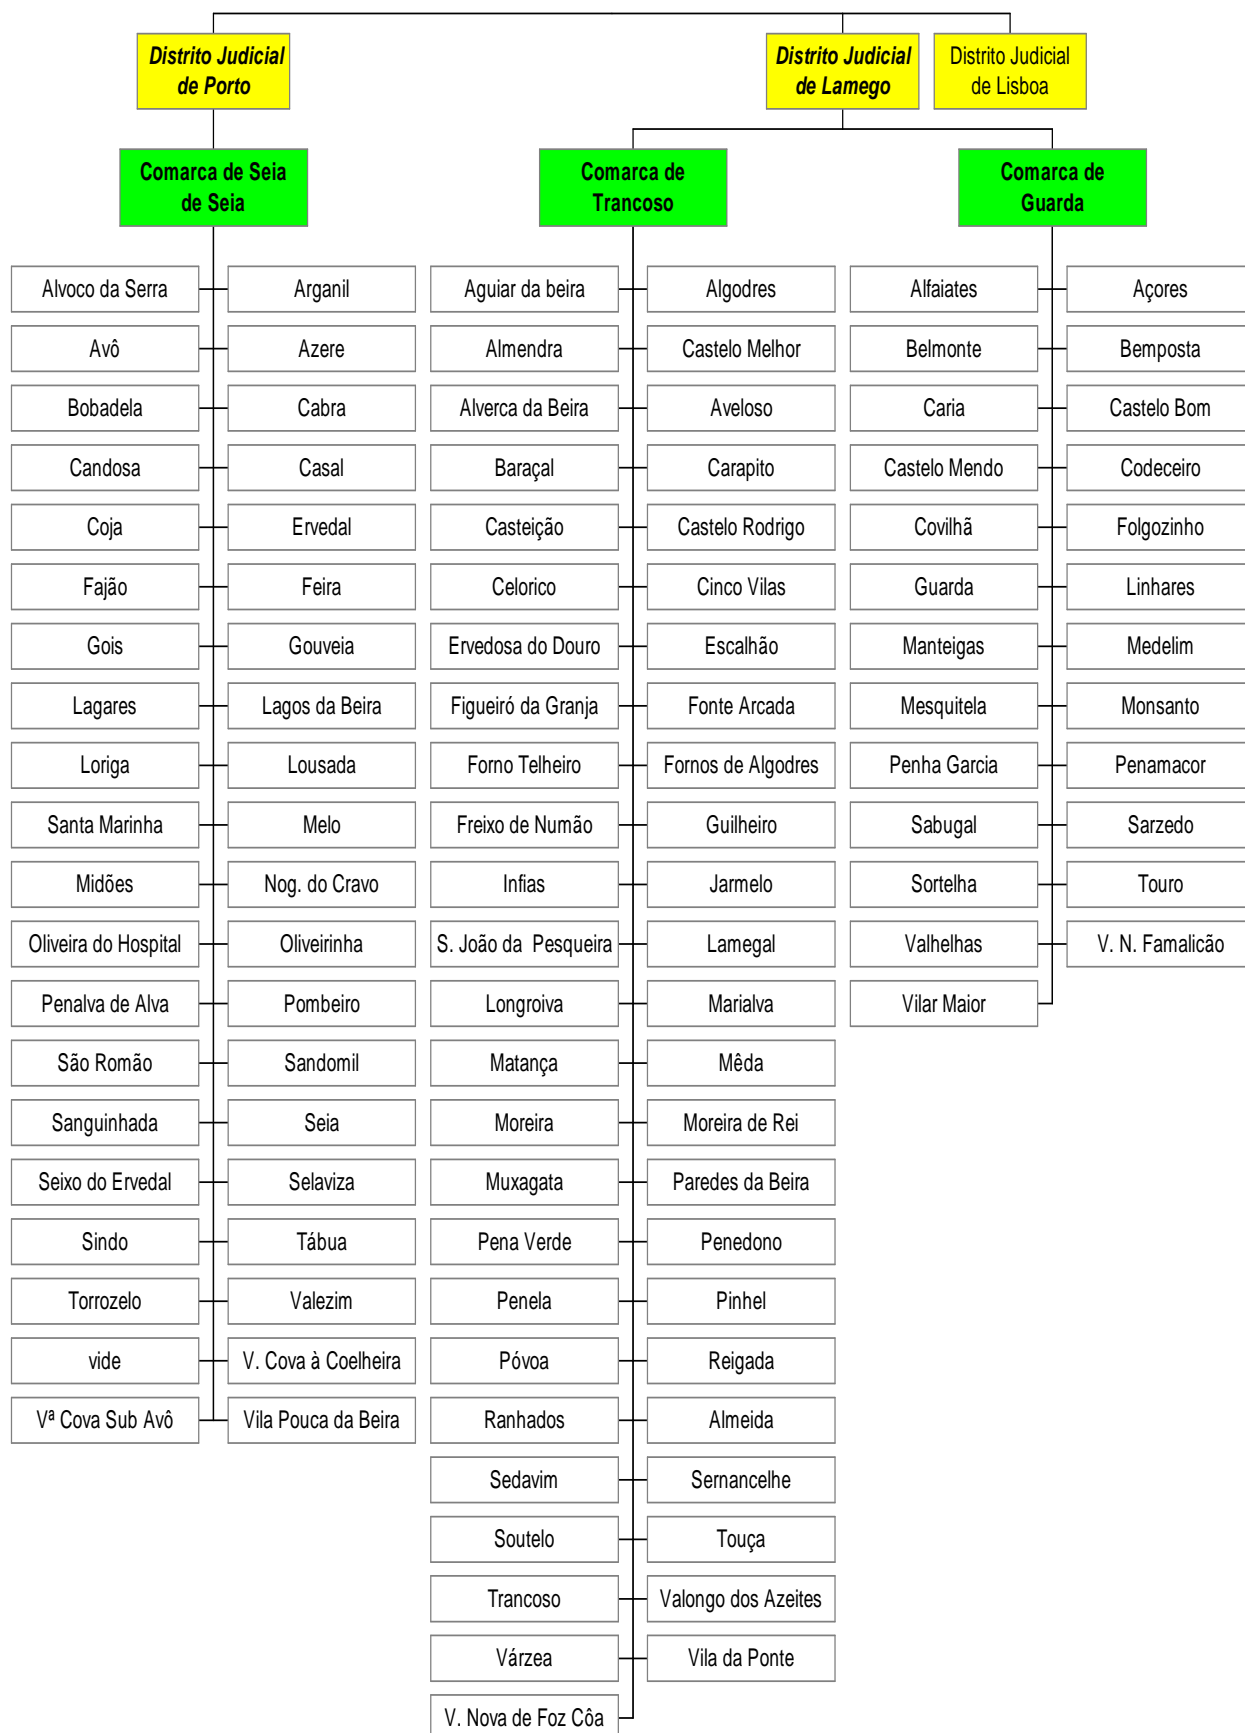 Distrito Judicial
de Porto
Distrito Judicial
de Lamego
Distrito Judicial
de Lisboa
Comarca de Seia
de Seia
Comarca de
Trancoso
Comarca de
Guarda
Alvoco da Serra
Arganil
Aguiar da beira
Algodres
Alfaiates
Açores
Avô
Azere
Almendra
Castelo Melhor
Belmonte
Bemposta
Bobadela
Cabra
Alverca da Beira
Aveloso
Caria
Castelo Bom
Candosa
Casal
Baraçal
Carapito
Castelo Mendo
Codeceiro
Coja
Ervedal
Casteição
Castelo Rodrigo
Covilhã
Folgozinho
Fajão
Feira
Celorico
Cinco Vilas
Guarda
Linhares
Gois
Gouveia
Ervedosa do Douro
Escalhão
Manteigas
Medelim
Lagares
Lagos da Beira
Figueiró da Granja
Fonte Arcada
Mesquitela
Monsanto
Loriga
Lousada
Forno Telheiro
Fornos de Algodres
Penha Garcia
Penamacor
Santa Marinha
Melo
Freixo de Numão
Guilheiro
Sabugal
Sarzedo
Midões
Nog. do Cravo
Infias
Jarmelo
Sortelha
Touro
Oliveira do Hospital
Oliveirinha
S. João da Pesqueira
Lamegal
Valhelhas
V. N. Famalicão
Penalva de Alva
Pombeiro
Longroiva
Marialva
Vilar Maior
São Romão
Sandomil
Matança
Mêda
Sanguinhada
Seia
Moreira
Moreira de Rei
Seixo do Ervedal
Selaviza
Muxagata
Paredes da Beira
Sindo
Tábua
Pena Verde
Penedono
Torrozelo
Valezim
Penela
Pinhel
vide
V. Cova à Coelheira
Póvoa
Reigada
Vª Cova Sub Avô
Vila Pouca da Beira
Ranhados
Almeida
Sedavim
Sernancelhe
Soutelo
Touça
Trancoso
Valongo dos Azeites
Várzea
Vila da Ponte
V. Nova de Foz Côa